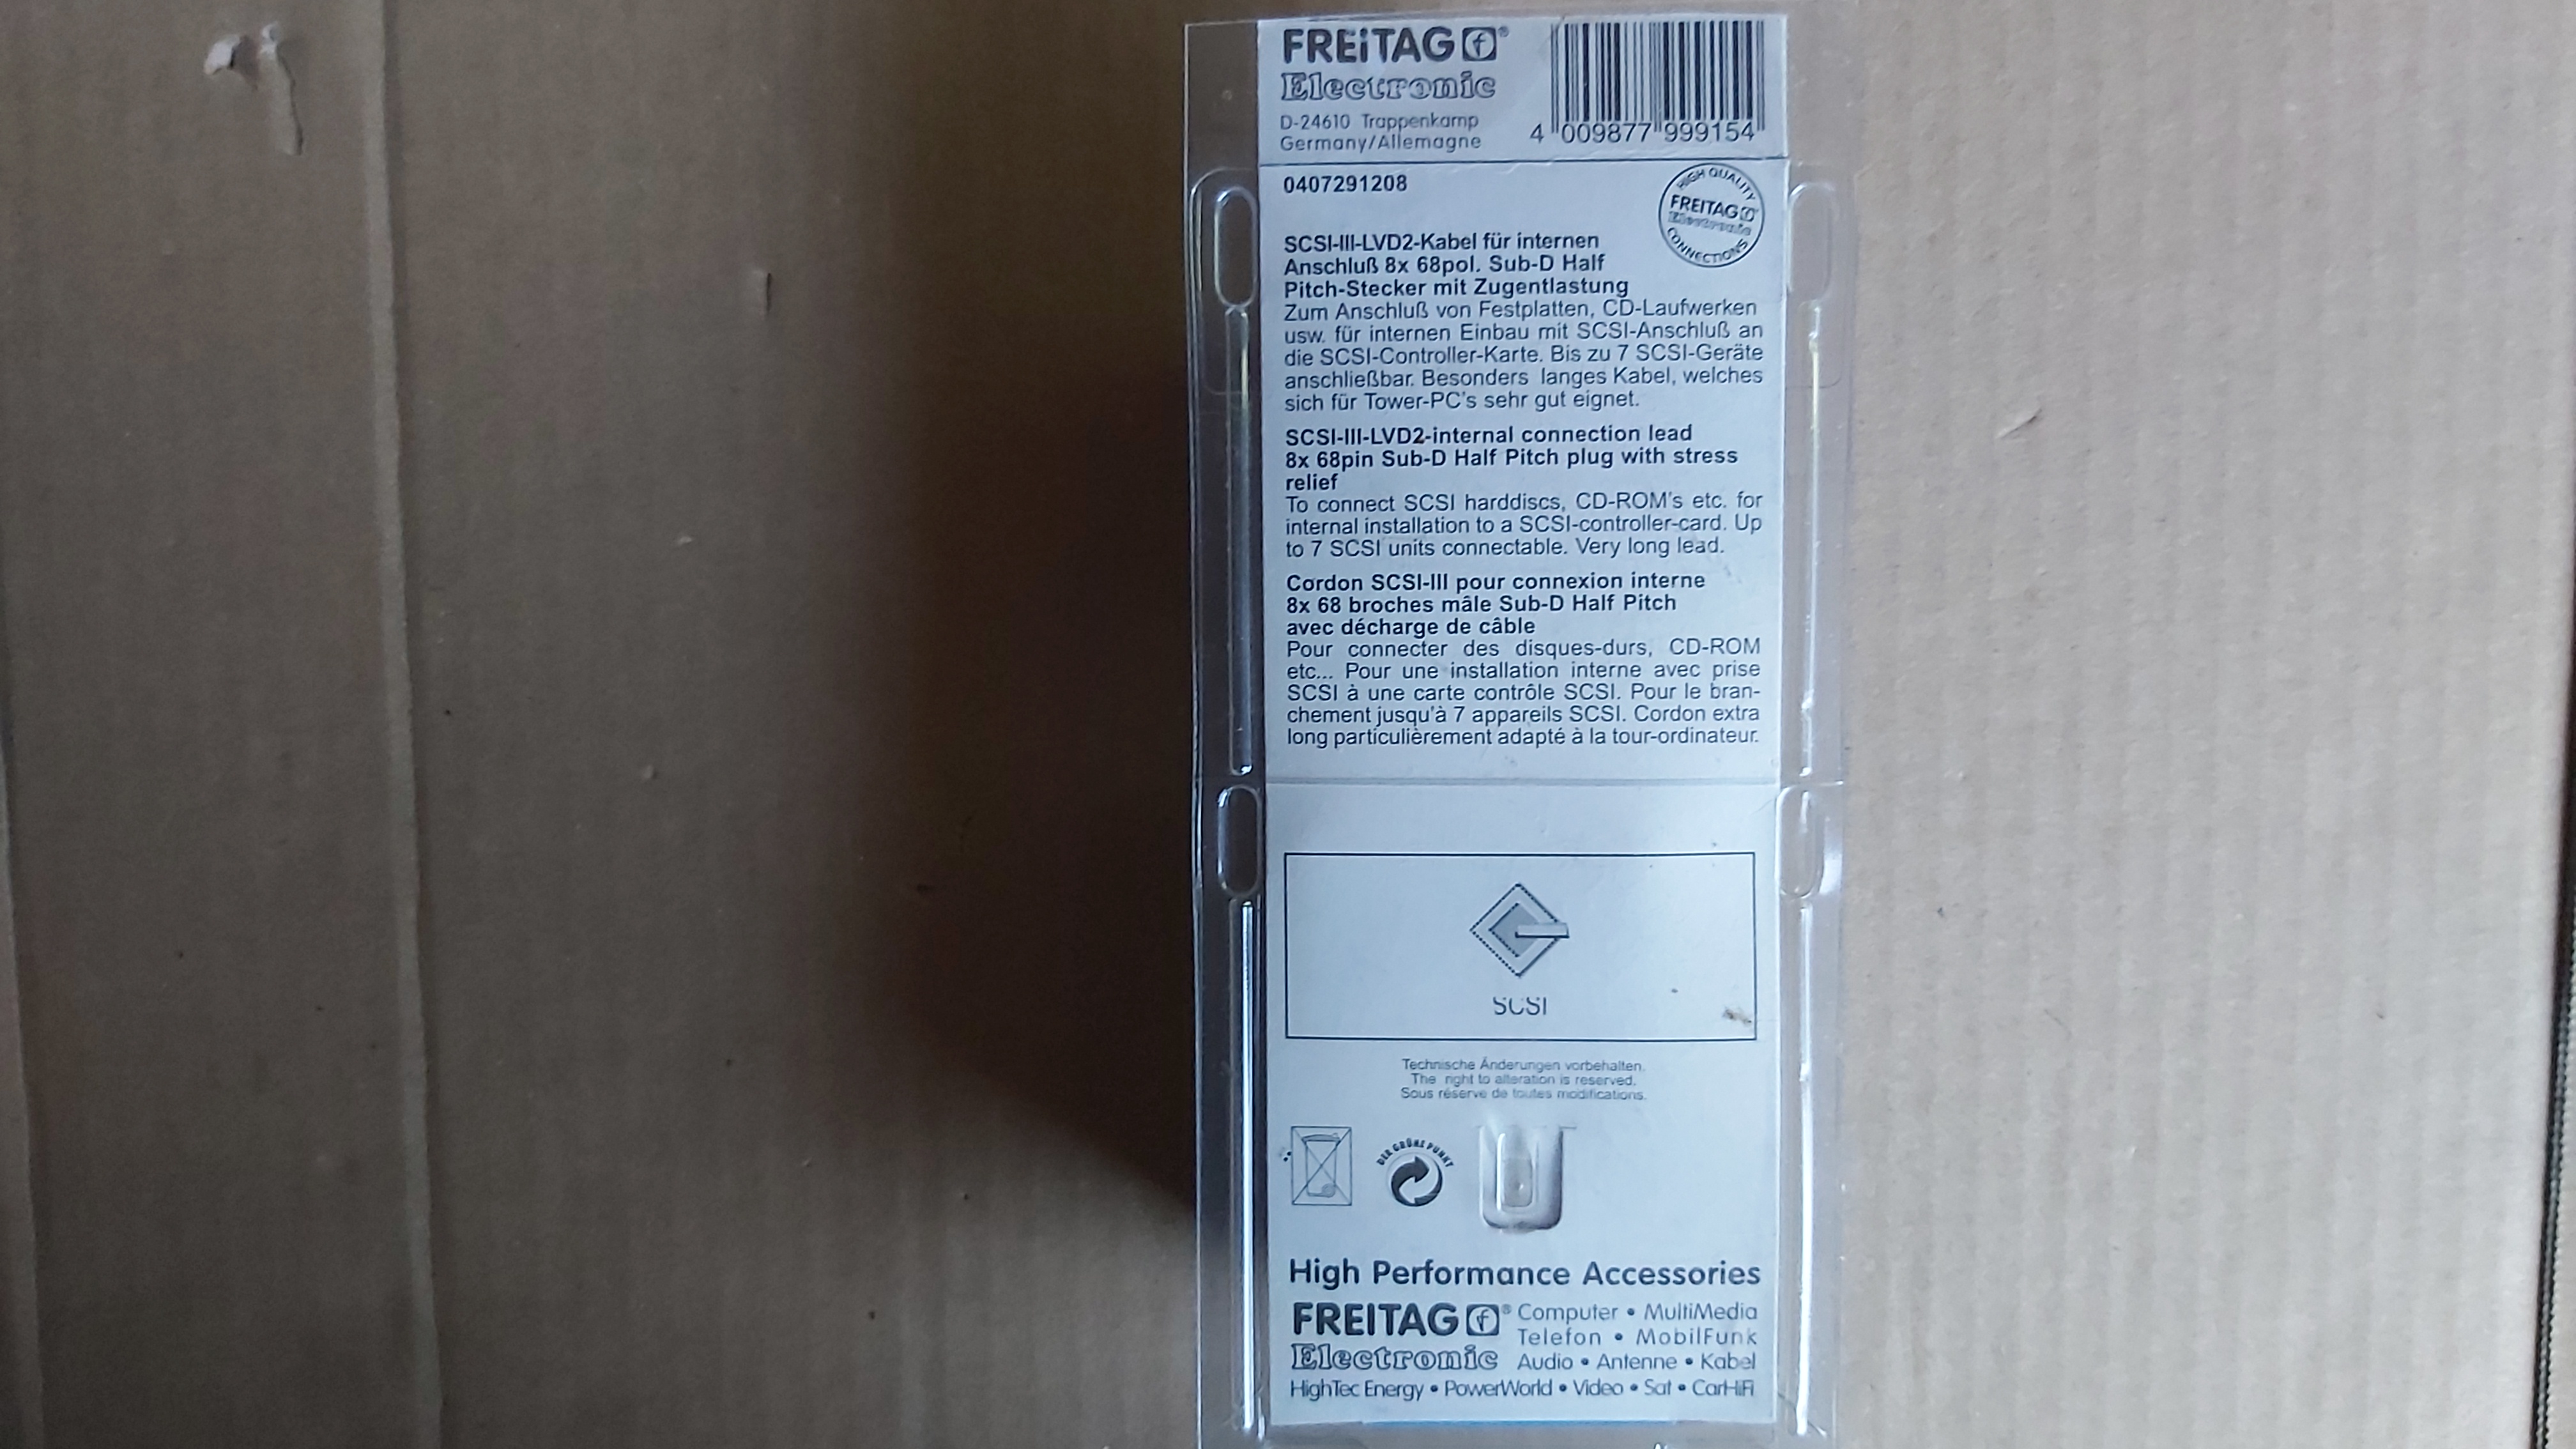 FREiTAG f®
Electronic
D-24610 Trappenkamp
Germany/Allemagne
4 009877 999154
0407291208
HIGH QUALITY
FREITAG f
Electronic
CONNECTIONS
SCSI-III-LVD2-Kabel für internen
Anschluß 8x 68pol. Sub-D Half
Pitch-Stecker mit Zugentlastung
Zum Anschluß von Festplatten, CD-Laufwerken
usw. für internen Einbau mit SCSI-Anschluß an
die SCSI-Controller-Karte. Bis zu 7 SCSI-Geräte
anschließbar. Besonders langes Kabel, welches
sich für Tower-PC's sehr gut eignet.
SCSI-III-LVD2-internal connection lead
8x 68pin Sub-D Half Pitch plug with stress
relief
To connect SCSI harddiscs, CD-ROM's etc. for
internal installation to a SCSI-controller-card. Up
to 7 SCSI units connectable. Very long lead.
Cordon SCSI-III pour connexion interne
8x 68 broches mâle Sub-D Half Pitch
avec décharge de câble
Pour connecter des disques-durs, CD-ROM
etc... Pour une installation interne avec prise
SCSI à une carte contrôle SCSI. Pour le bran-
chement jusqu'à 7 appareils SCSI. Cordon extra
long particulièrement adapté à la tour-ordinateur.
SCSI
Technische Änderungen vorbehalten.
The right to alteration is reserved.
Sous réserve de toutes modifications.
DER GRÜNE PUNKT
High Performance Accessories
FREITAG f® Computer • MultiMedia
Telefon • MobilFunk
Electronic Audio • Antenne • Kabel
HighTec Energy • PowerWorld • Video • Sat • CarHiFi